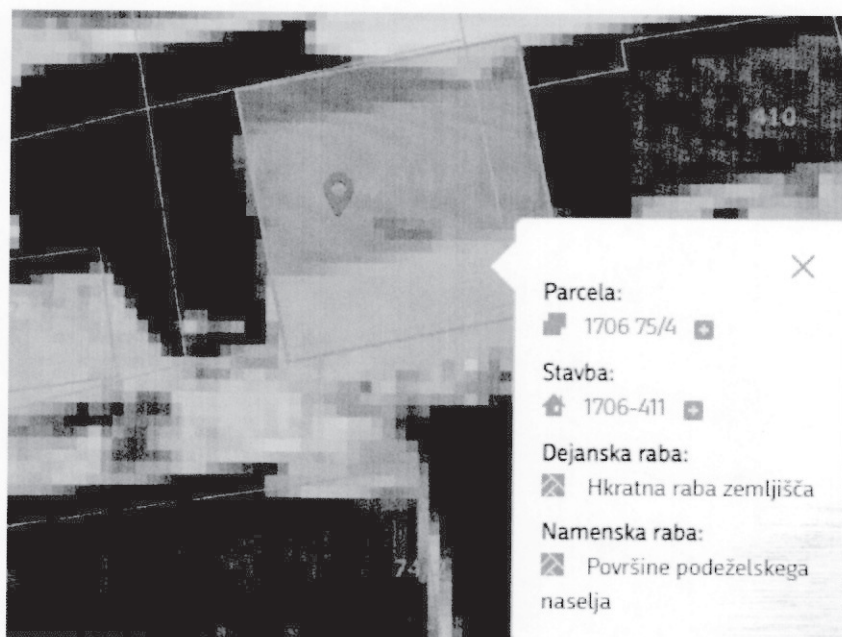 410
Parcela:
1706 75/4
Stavba:
1706-411
Dejanska raba:
Hkratna raba zemljišča
Namenska raba:
Površine podeželskega
naselja